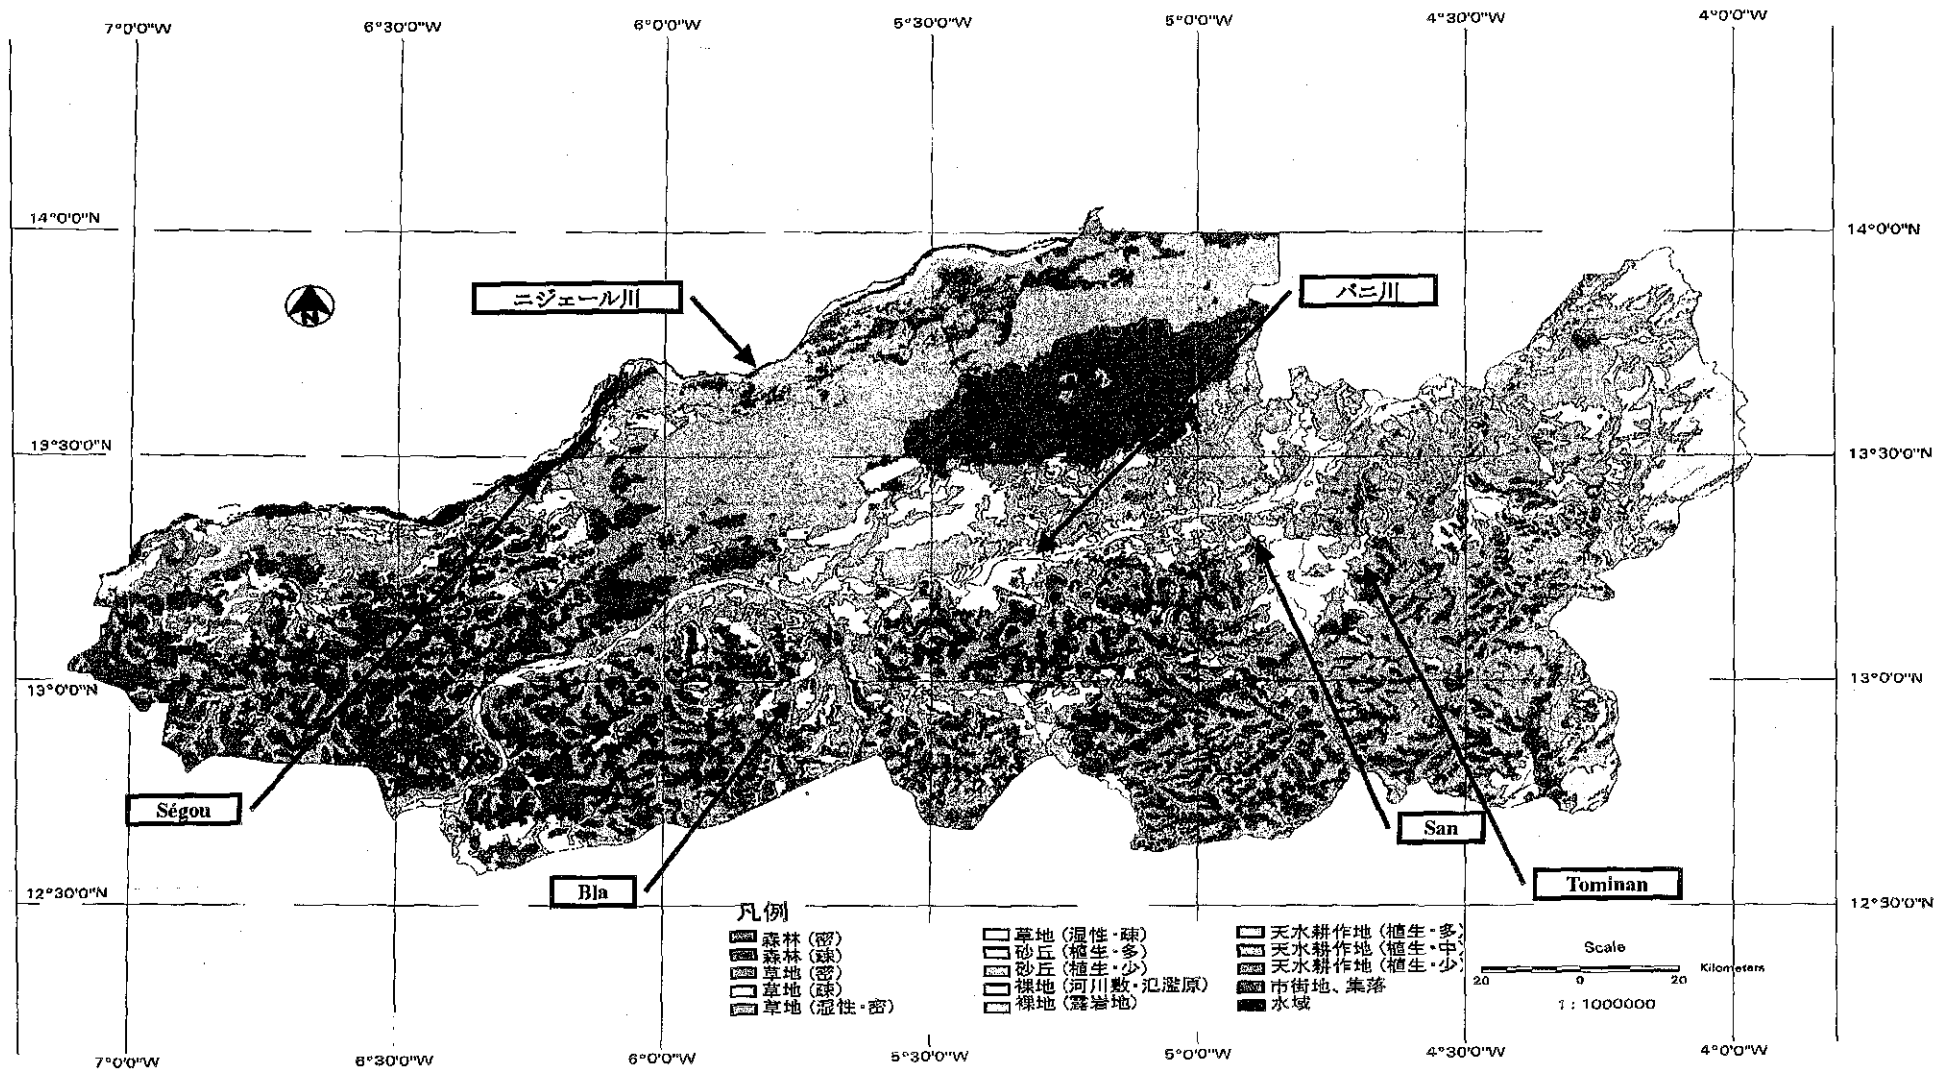 7°0'0"W 6°30'0"W 6°0'0"W 5°30'0"W 5°0'0"W 4°30'0"W 4°0'0"W
14°0'0"N 14°0'0"N
ニジェール川
バニ川
N
13°30'0"N 13°30'0"N
13°0'0"N 13°0'0"N
Ségou
San
Bla
Tominan
12°30'0"N 12°30'0"N
凡例
森林 (密)
森林 (疎)
草地 (密)
草地 (疎)
草地 (湿性・密)
草地 (湿性・疎)
砂丘 (植生・多)
砂丘 (植生・少)
裸地 (河川敷・氾濫原)
裸地 (露岩地)
天水耕作地 (植生・多)
天水耕作地 (植生・中)
天水耕作地 (植生・少)
市街地、集落
水域
Scale
20 0 20 Kilometers
1 : 1000000
7°0'0"W 6°30'0"W 6°0'0"W 5°30'0"W 5°0'0"W 4°30'0"W 4°0'0"W